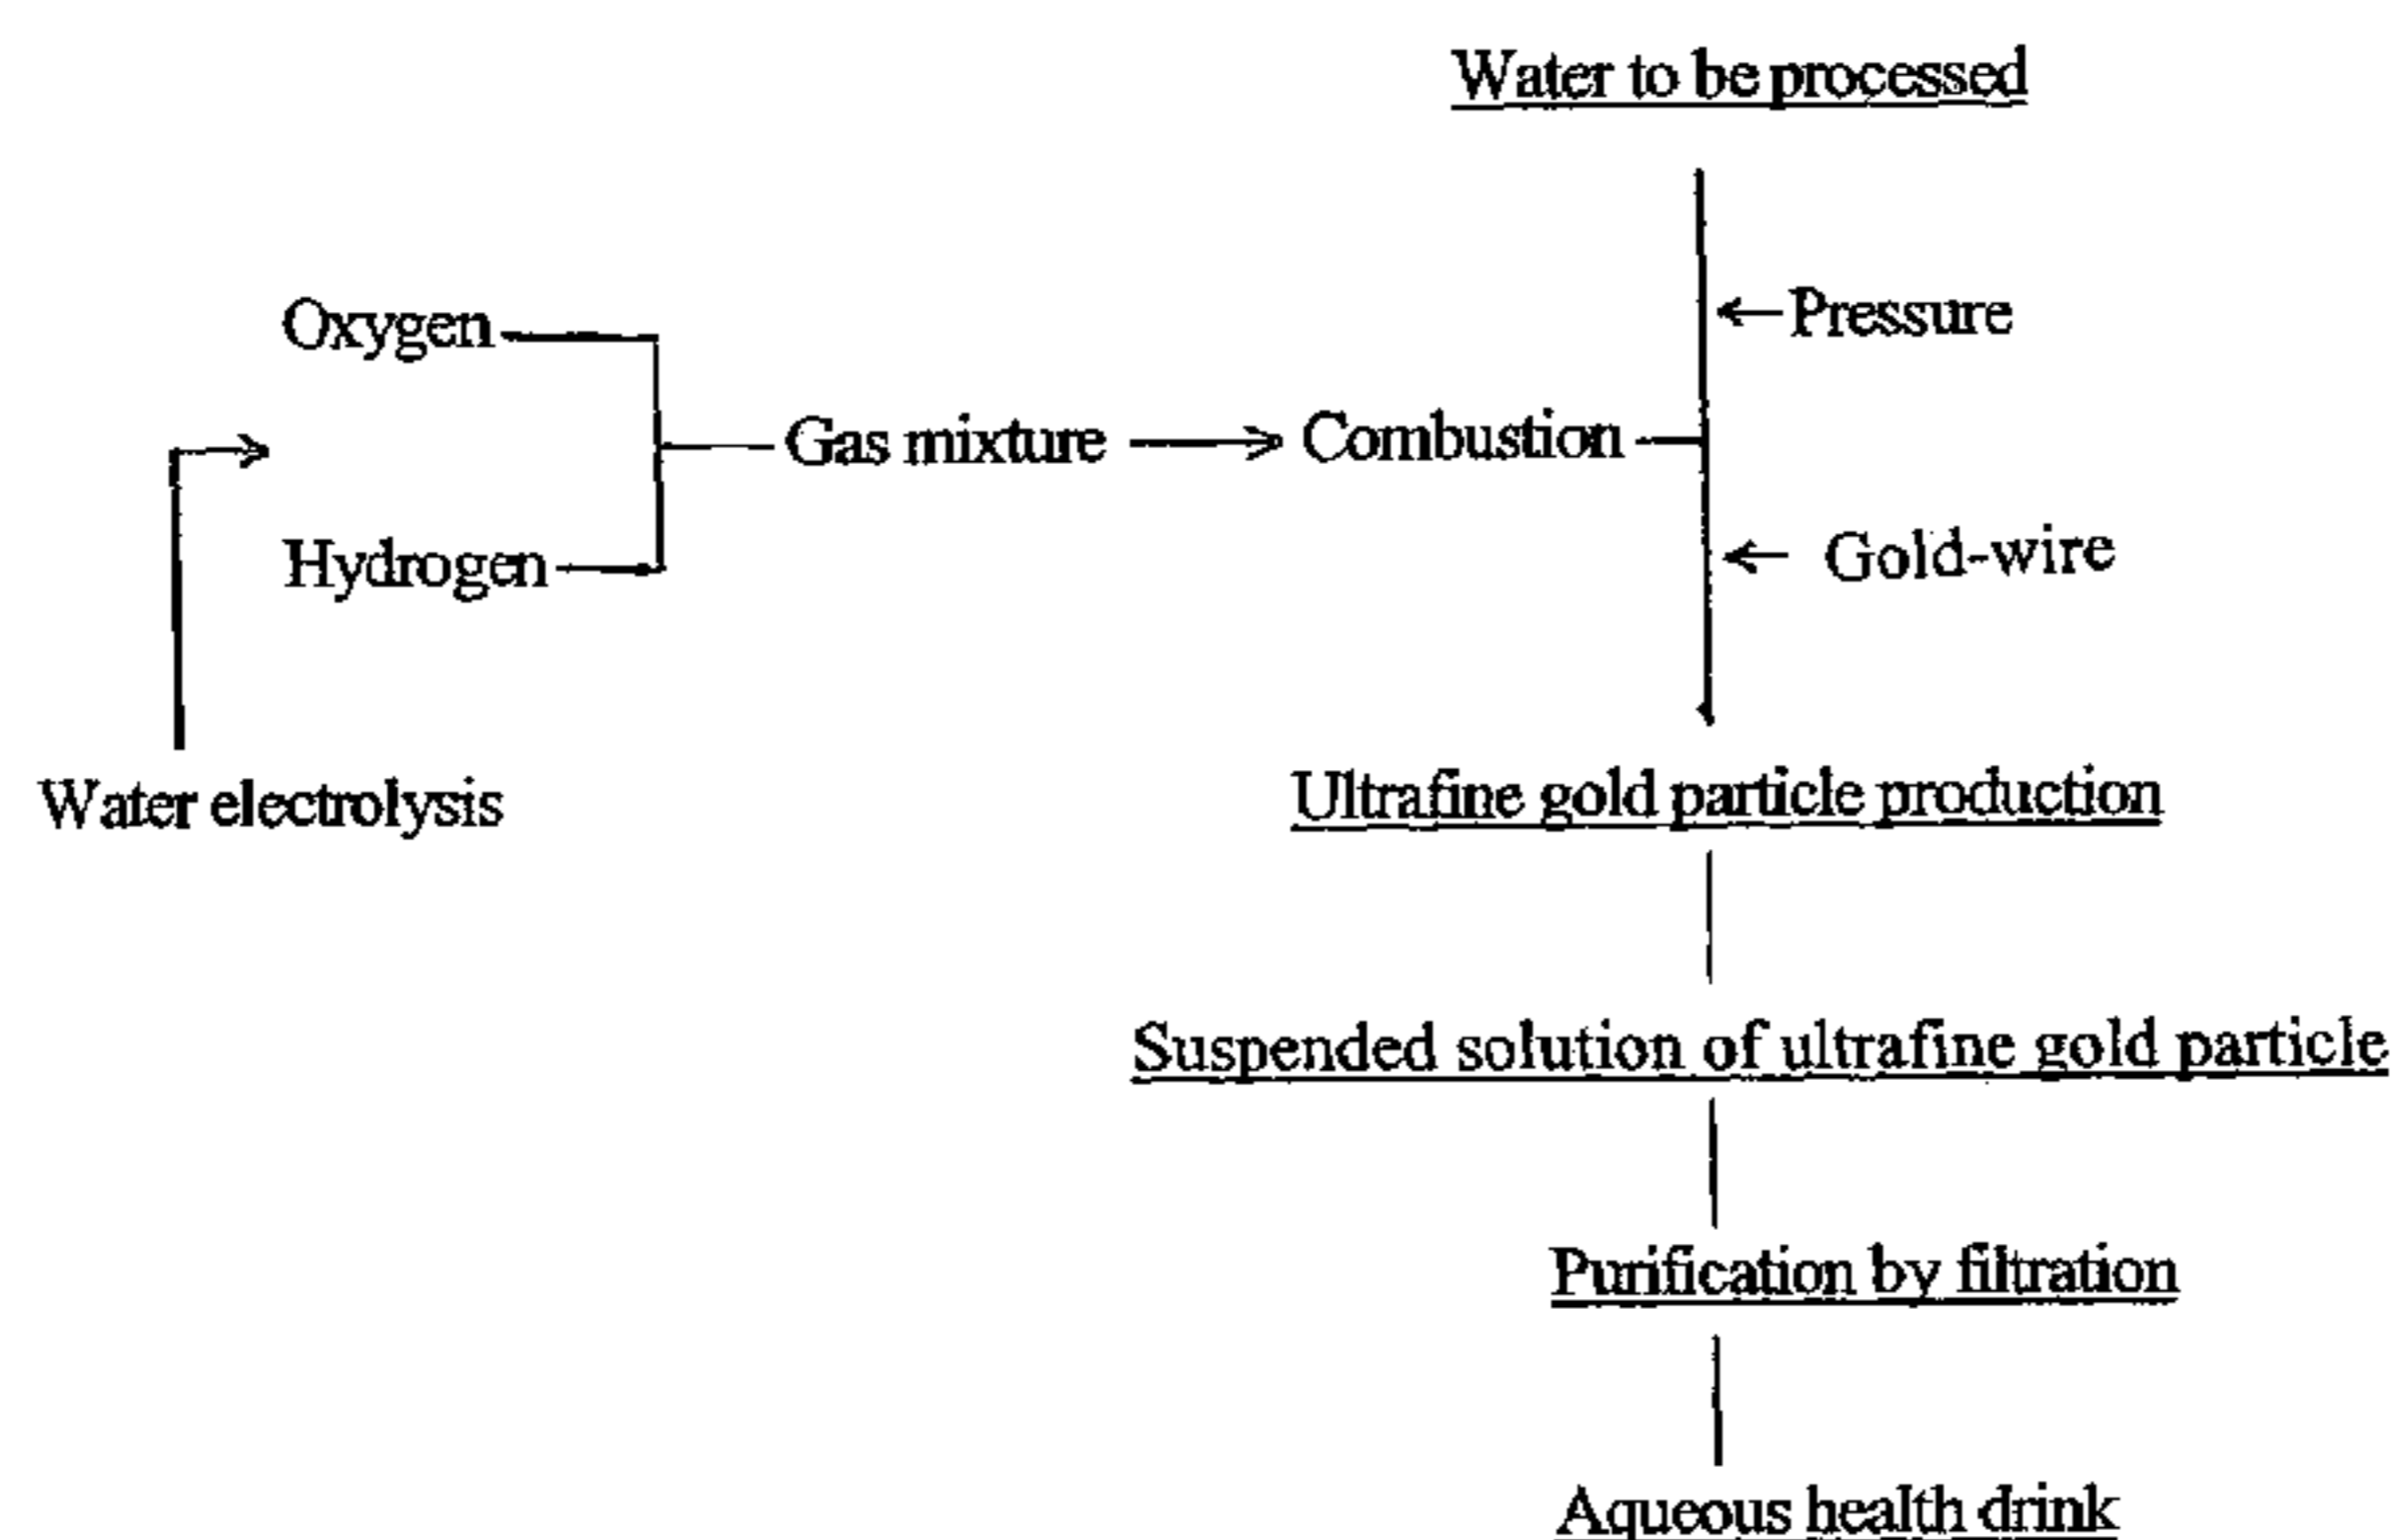 Water to be processed
Pressure
Oxygen
Gas mixture
Combustion
Hydrogen
Gold-wire
Water electrolysis
Ultrafine gold particle production
Suspended solution of ultrafine gold particle
Purification by filtration
Aqueous health drink